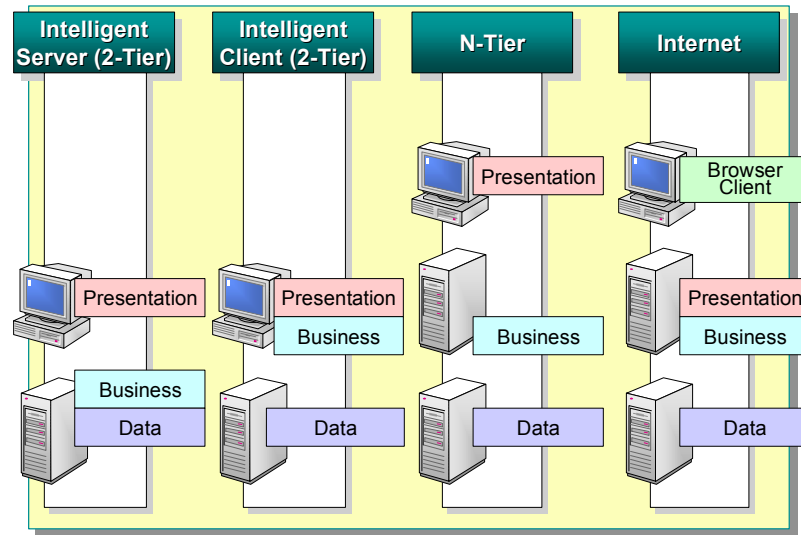 Intelligent
Server (2-Tier)
Intelligent
Client (2-Tier)
N-Tier
Internet
Presentation
Browser
Client
Presentation
Presentation
Business
Business
Presentation
Business
Business
Data
Data
Data
Data